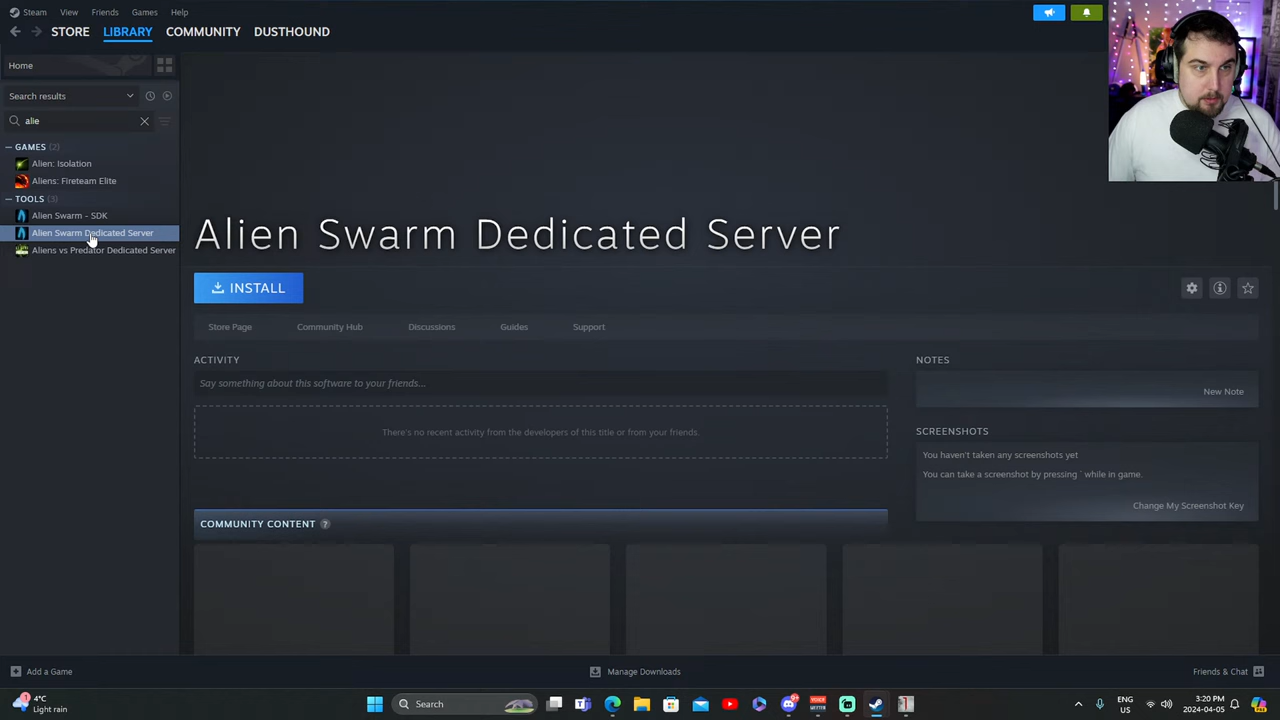 Steam View Friends Games Help
STORE LIBRARY COMMUNITY DUSTHOUND
Home
Search results
alie
GAMES (2)
Alien: Isolation
Aliens: Fireteam Elite
TOOLS (3)
Alien Swarm - SDK
Alien Swarm Dedicated Server
Aliens vs Predator Dedicated Server
Alien Swarm Dedicated Server
INSTALL
Store Page Community Hub Discussions Guides Support
ACTIVITY
Say something about this software to your friends...
There's no recent activity from the developers of this title or from your friends.
NOTES
New Note
SCREENSHOTS
You haven't taken any screenshots yet
You can take a screenshot by pressing ` while in game.
Change My Screenshot Key
COMMUNITY CONTENT ?
Add a Game
Manage Downloads
Friends & Chat
1
4°C
Light rain
Search
ENG
US
3:20 PM
2024-04-05